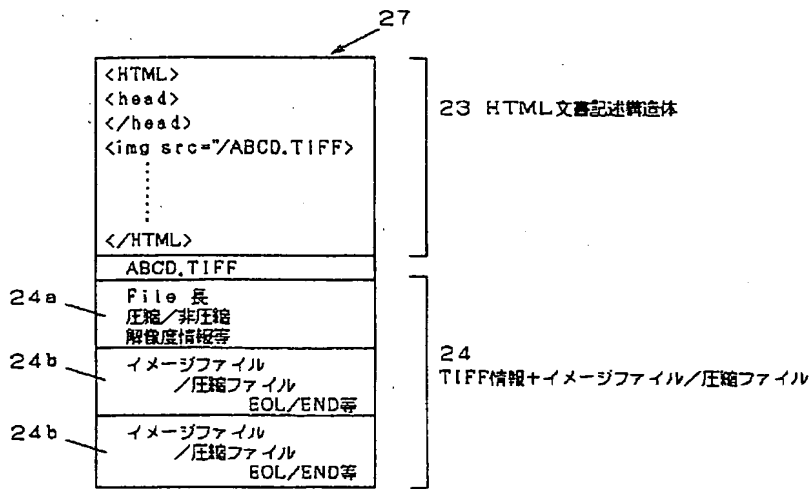 27
<HTML>
<head>
</head>
<img src="/ABCD.TIFF>
</HTML>
23 HTML文書記述構造体
ABCD.TIFF
24a
File 長
圧縮/非圧縮
解像度情報等
24b
イメージファイル
/圧縮ファイル
EOL/END等
24b
イメージファイル
/圧縮ファイル
EOL/END等
24
TIFF情報+イメージファイル/圧縮ファイル